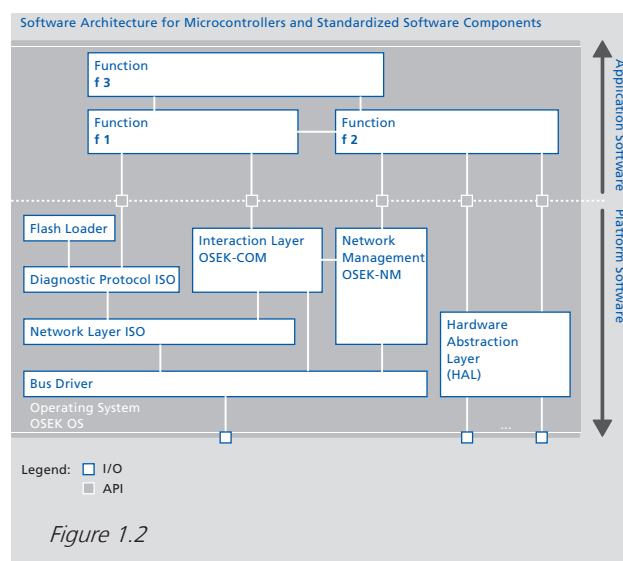 Software Architecture for Microcontrollers and Standardized Software Components
Function
f 3
Function
f 1
Function
f 2
Application Software
Flash Loader
Interaction Layer
OSEK-COM
Network
Management
OSEK-NM
Platform Software
Diagnostic Protocol ISO
Network Layer ISO
Hardware
Abstraction
Layer
(HAL)
Bus Driver
Operating System
OSEK OS
...
Legend:
I/O
API
Figure 1.2